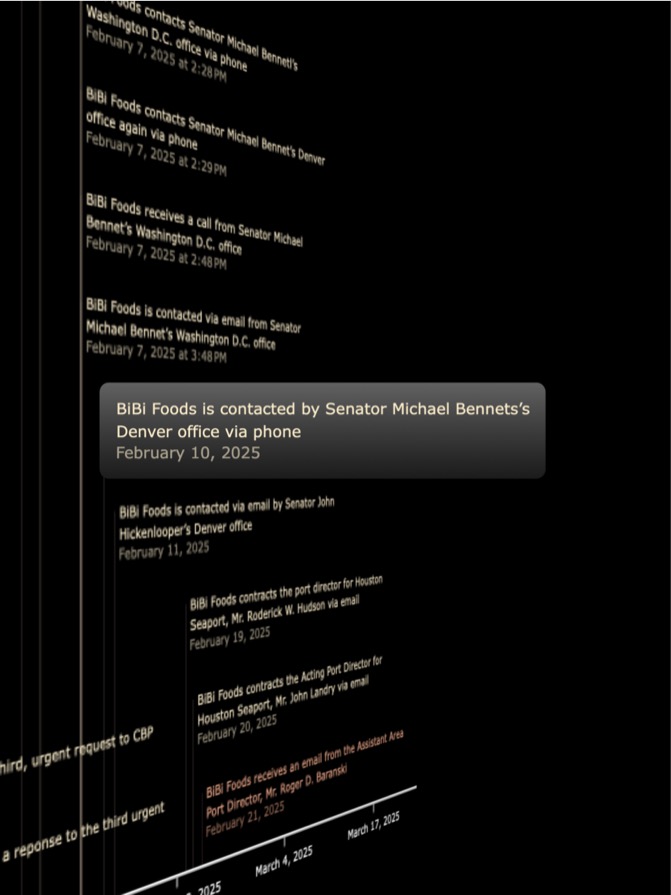 Foods contacts Senator Michael Bennett's
Washington D.C. office via phone
February 7, 2025 at 2:28PM
BiBi Foods contacts Senator Michael Bennet's Denver
office again via phone
February 7, 2025 at 2:29PM
BiBi Foods receives a call from Senator Michael
Bennet's Washington D.C. office
February 7, 2025 at 2:48PM
BiBi Foods is contacted via email from Senator
Michael Bennet's Washington D.C. office
February 7, 2025 at 3:48PM
BiBi Foods is contacted by Senator Michael Bennets's
Denver office via phone
February 10, 2025
BiBi Foods is contacted via email by Senator John
Hickenlooper's Denver office
February 11, 2025
BiBi Foods contracts the port director for Houston
Seaport, Mr. Roderick W. Hudson via email
February 19, 2025
BiBi Foods contracts the Acting Port Director for
Houston Seaport, Mr. John Landry via email
February 20, 2025
hird, urgent request to CBP
BiBi Foods receives an email from the Assistant Area
Port Director, Mr. Roger D. Baranski
February 21, 2025
a reponse to the third urgent
2025
March 4, 2025
March 17, 2025